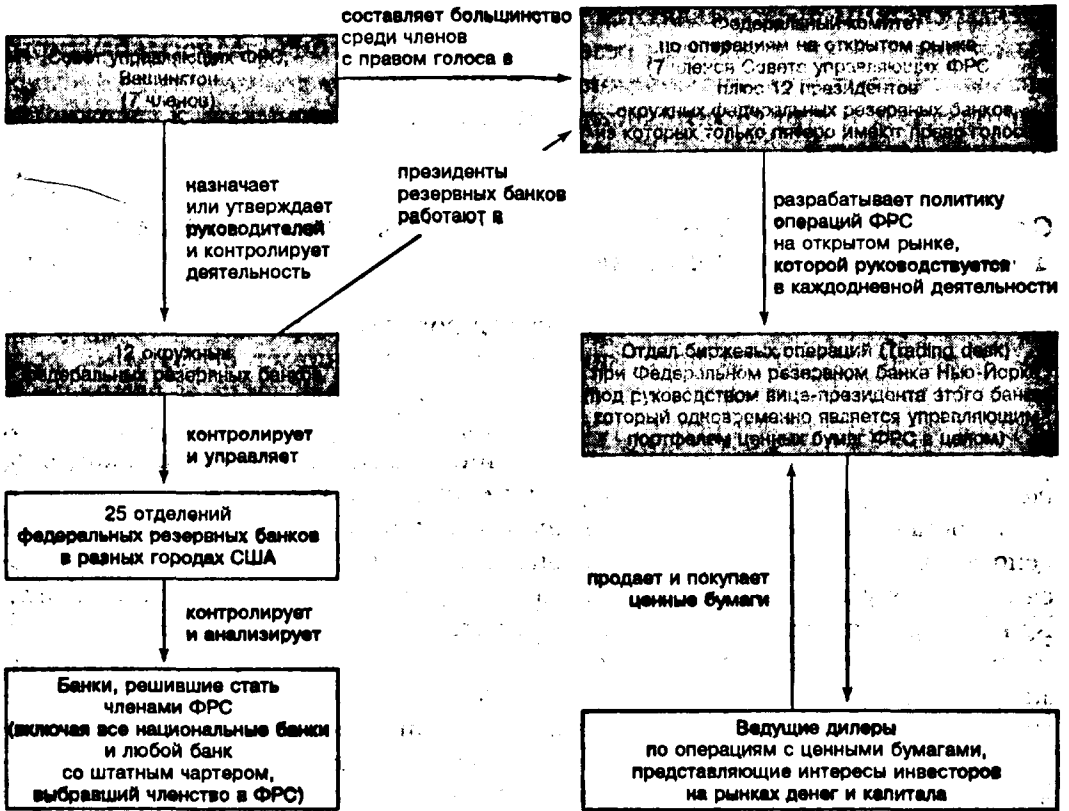 составляет большинство
среди членов
с правом голоса в
Совет управляющих ФРС,
Вашингтон
(7 членов)
Федеральный комитет
по операциям на открытом рынке
(7 членов Совета управляющих ФРС
плюс 12 президентов
окружных федеральных резервных банков,
из которых только пятеро имеют право голоса)
назначает
или утверждает
руководителей
и контролирует
деятельность
президенты
резервных банков
работают в
разрабатывает политику
операций ФРС
на открытом рынке,
которой руководствуется
в каждодневной деятельности
12 окружных
федеральных резервных банков
Отдел биржевых операций (Trading desk)
при Федеральном резервном банке Нью-Йорка
под руководством вице-президента этого банка
который одновременно является управляющим
портфелем ценных бумаг ФРС в целом)
контролирует
и управляет
25 отделений
федеральных резервных банков
в разных городах США
продает и покупает
ценные бумаги
контролирует
и анализирует
Банки, решившие стать
членами ФРС
(включая все национальные банки
и любой банк
со штатным чартером,
выбравший членство в ФРС)
Ведущие дилеры
по операциям с ценными бумагами,
представляющие интересы инвесторов
на рынках денег и капитала